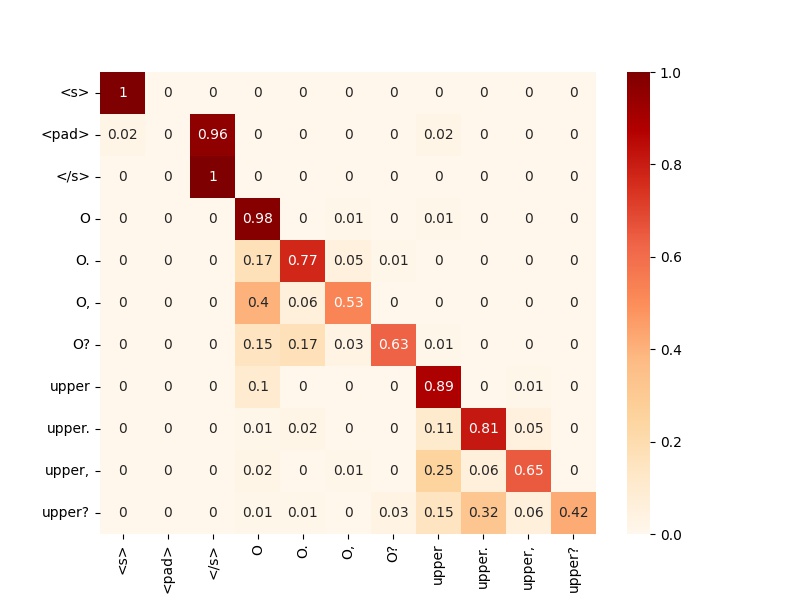 <s> 1 0 0 0 0 0 0 0 0 0 0
<pad> 0.02 0 0.96 0 0 0 0 0.02 0 0 0
</s> 0 0 1 0 0 0 0 0 0 0 0
O 0 0 0 0.98 0 0.01 0 0.01 0 0 0
O. 0 0 0 0.17 0.77 0.05 0.01 0 0 0 0
O, 0 0 0 0.4 0.06 0.53 0 0 0 0 0
O? 0 0 0 0.15 0.17 0.03 0.63 0.01 0 0 0
upper 0 0 0 0.1 0 0 0 0.89 0 0.01 0
upper. 0 0 0 0.01 0.02 0 0 0.11 0.81 0.05 0
upper, 0 0 0 0.02 0 0.01 0 0.25 0.06 0.65 0
upper? 0 0 0 0.01 0.01 0 0.03 0.15 0.32 0.06 0.42
<s> <pad> </s> O O. O, O? upper upper. upper, upper?
1.0
0.8
0.6
0.4
0.2
0.0